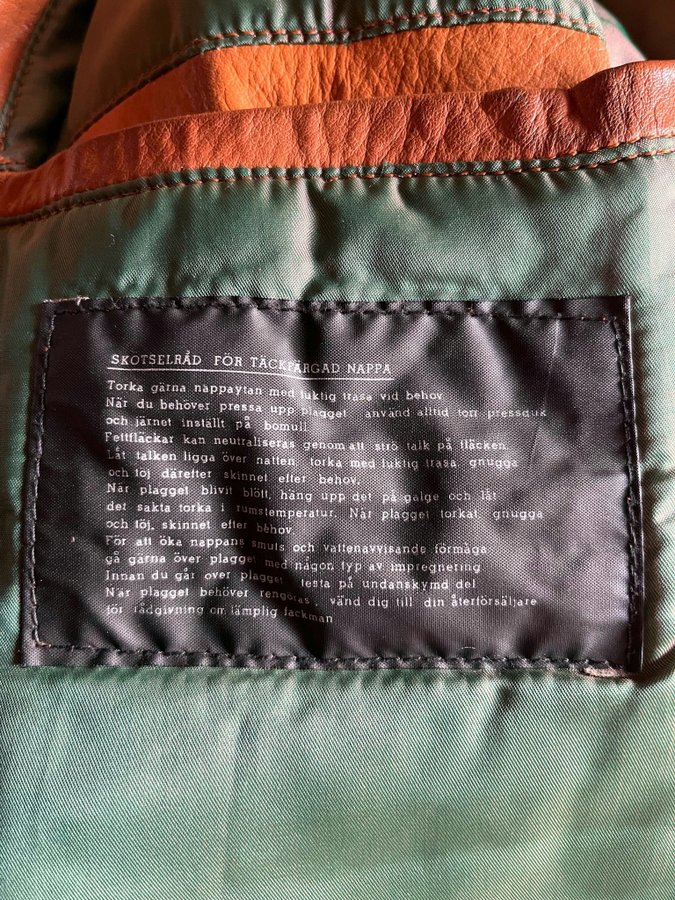 SKÖTSELRÅD FÖR TÄCKFÄRGAD NAPPA
Torka gärna nappaytan med fuktig trasa vid behov
När du behöver pressa upp plagget använd alltid torr pressduk
och järnet inställt på bomull
Fettfläckar kan neutraliseras genom att strö talk på fläcken
Låt talken ligga över natten, torka med fuktig trasa, gnugga
och töj därefter skinnet efter behov.
När plagget blivit blött, häng upp det på galge och låt
det sakta torka i rumstemperatur. När plagget torkat, gnugga
och töj, skinnet efter behov
För att öka nappans smuts och vattenavvisande förmåga
gå gärna över plagget med någon typ av impregnering
Innan du går över plagget testa på undanskymd del
När plagget behöver rengöras, vänd dig till din återförsäljare
för rådgivning om lämplig fackman